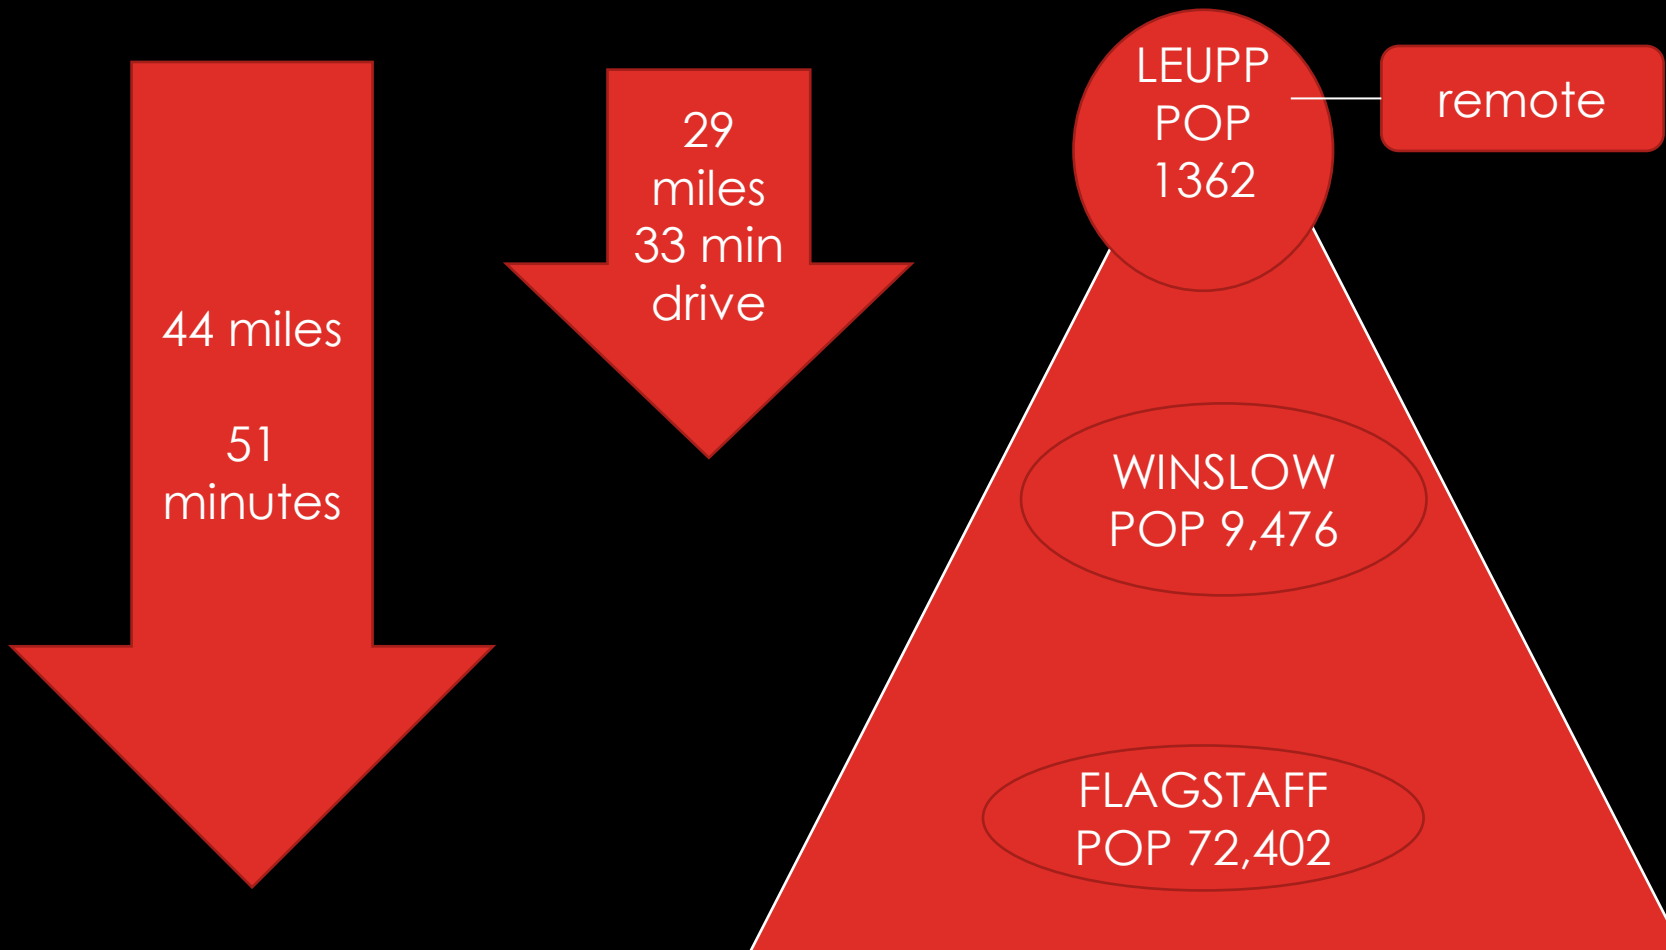 44 miles
51
minutes
29
miles
33 min
drive
LEUPP
POP
1362
remote
WINSLOW
POP 9,476
FLAGSTAFF
POP 72,402